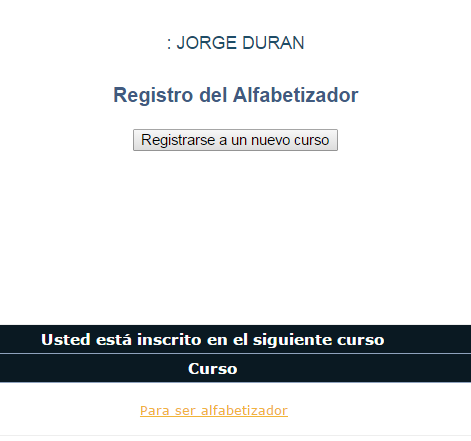 : JORGE DURAN
Registro del Alfabetizador
Registrarse a un nuevo curso
Usted está inscrito en el siguiente curso
Curso
Para ser alfabetizador